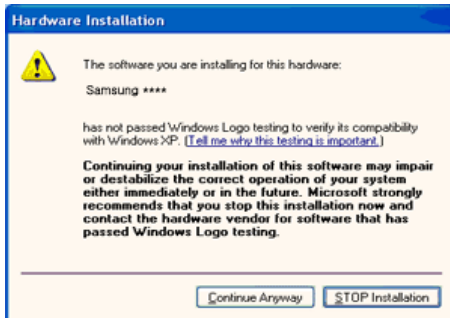 Hardware Installation
The software you are installing for this hardware:
Samsung ****
has not passed Windows Logo testing to verify its compatibility
with Windows XP. (Tell me why this testing is important.)
Continuing your installation of this software may impair
or destabilize the correct operation of your system
either immediately or in the future. Microsoft strongly
recommends that you stop this installation now and
contact the hardware vendor for software that has
passed Windows Logo testing.
Continue Anyway STOP Installation